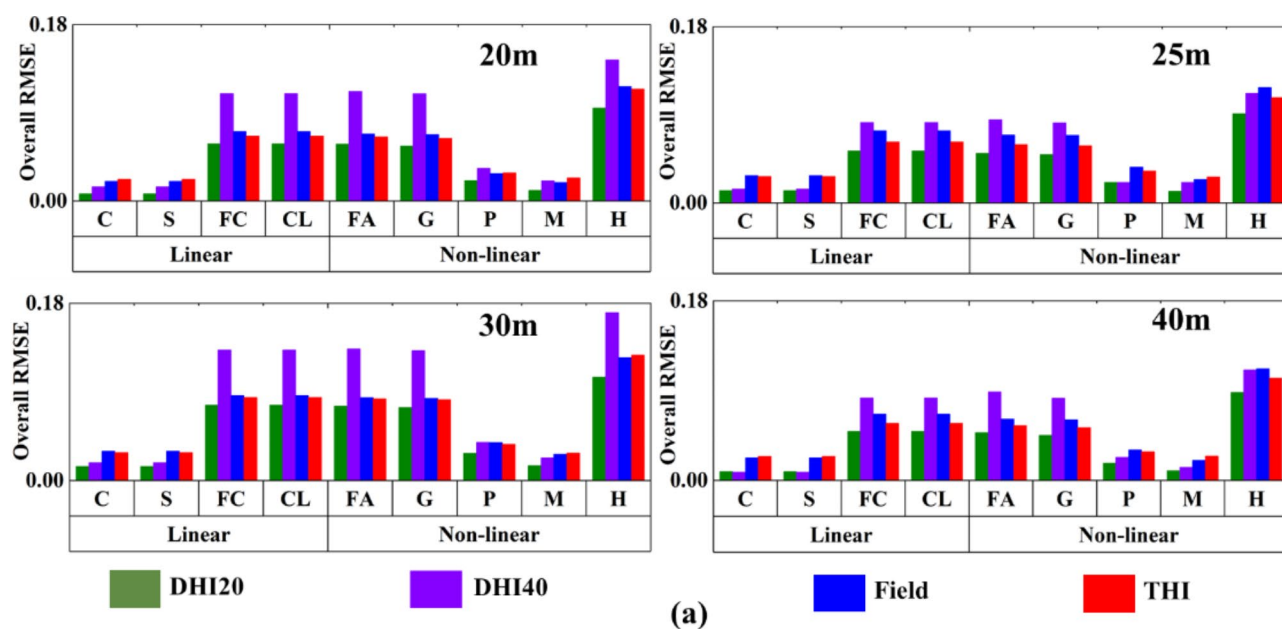 0.18
20m
Overall RMSE
0.00
C S FC CL FA G P M H
Linear Non-linear
0.18
25m
Overall RMSE
0.00
C S FC CL FA G P M H
Linear Non-linear
0.18
30m
Overall RMSE
0.00
C S FC CL FA G P M H
Linear Non-linear
0.18
40m
Overall RMSE
0.00
C S FC CL FA G P M H
Linear Non-linear
DHI20 DHI40 Field THI
(a)